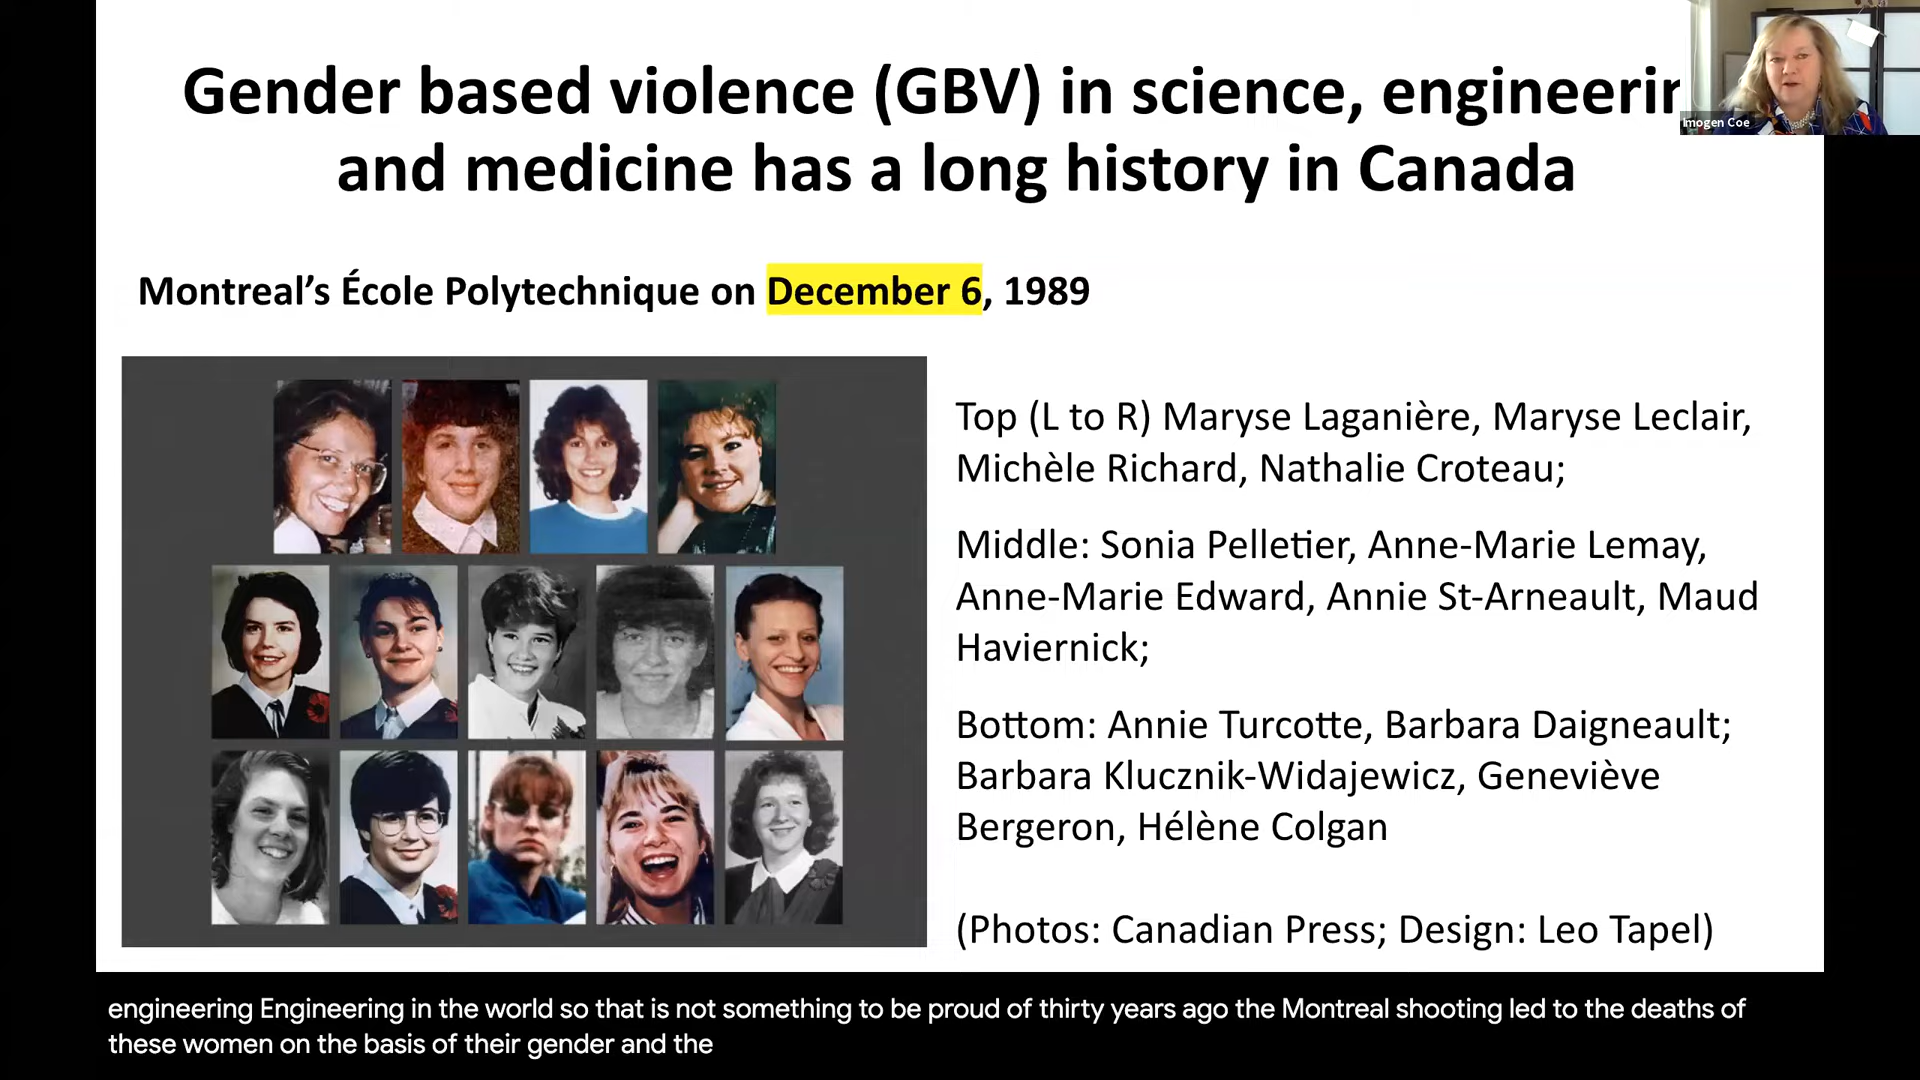 Gender based violence (GBV) in science, engineerin
and medicine has a long history in Canada
Imogen Coe
Montreal’s École Polytechnique on December 6, 1989
Top (L to R) Maryse Laganière, Maryse Leclair,
Michèle Richard, Nathalie Croteau;
Middle: Sonia Pelletier, Anne-Marie Lemay,
Anne-Marie Edward, Annie St-Arneault, Maud
Haviernick;
Bottom: Annie Turcotte, Barbara Daigneault;
Barbara Klucznik-Widajewicz, Geneviève
Bergeron, Hélène Colgan
(Photos: Canadian Press; Design: Leo Tapel)
engineering Engineering in the world so that is not something to be proud of thirty years ago the Montreal shooting led to the deaths of
these women on the basis of their gender and the